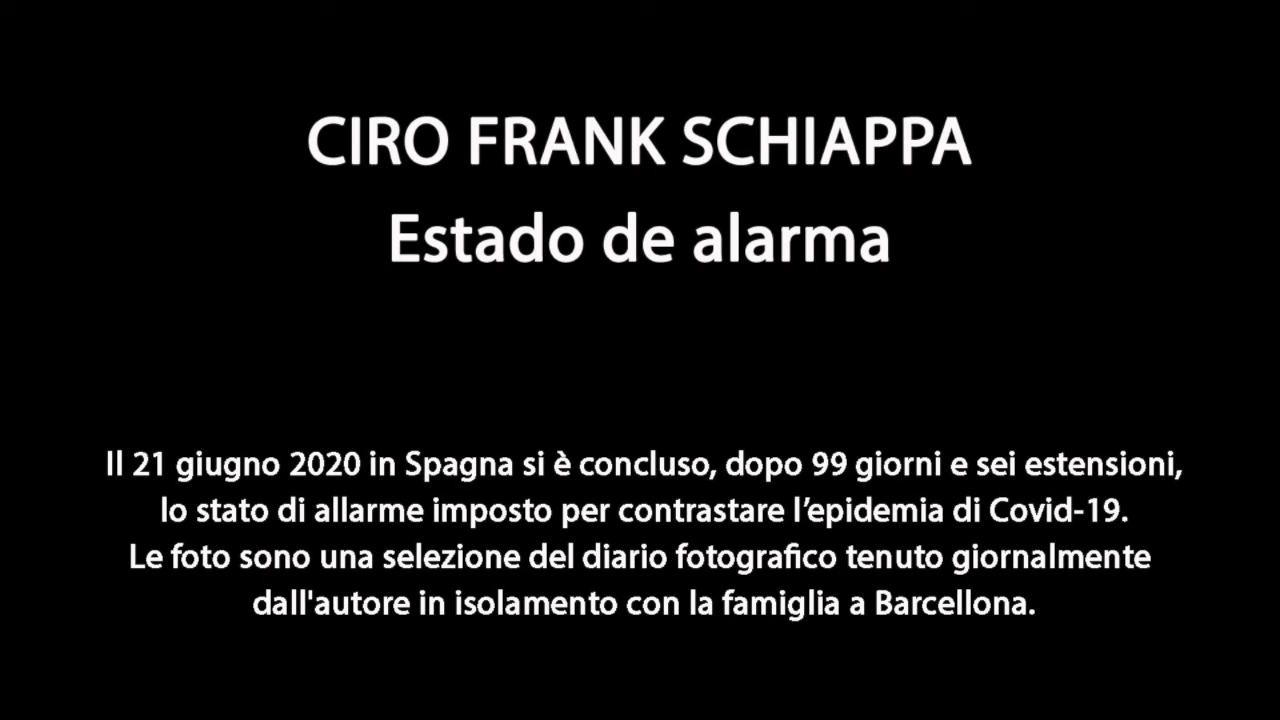 CIRO FRANK SCHIAPPA
Estado de alarma
Il 21 giugno 2020 in Spagna si è concluso, dopo 99 giorni e sei estensioni,
lo stato di allarme imposto per contrastare l’epidemia di Covid-19.
Le foto sono una selezione del diario fotografico tenuto giornalmente
dall'autore in isolamento con la famiglia a Barcellona.